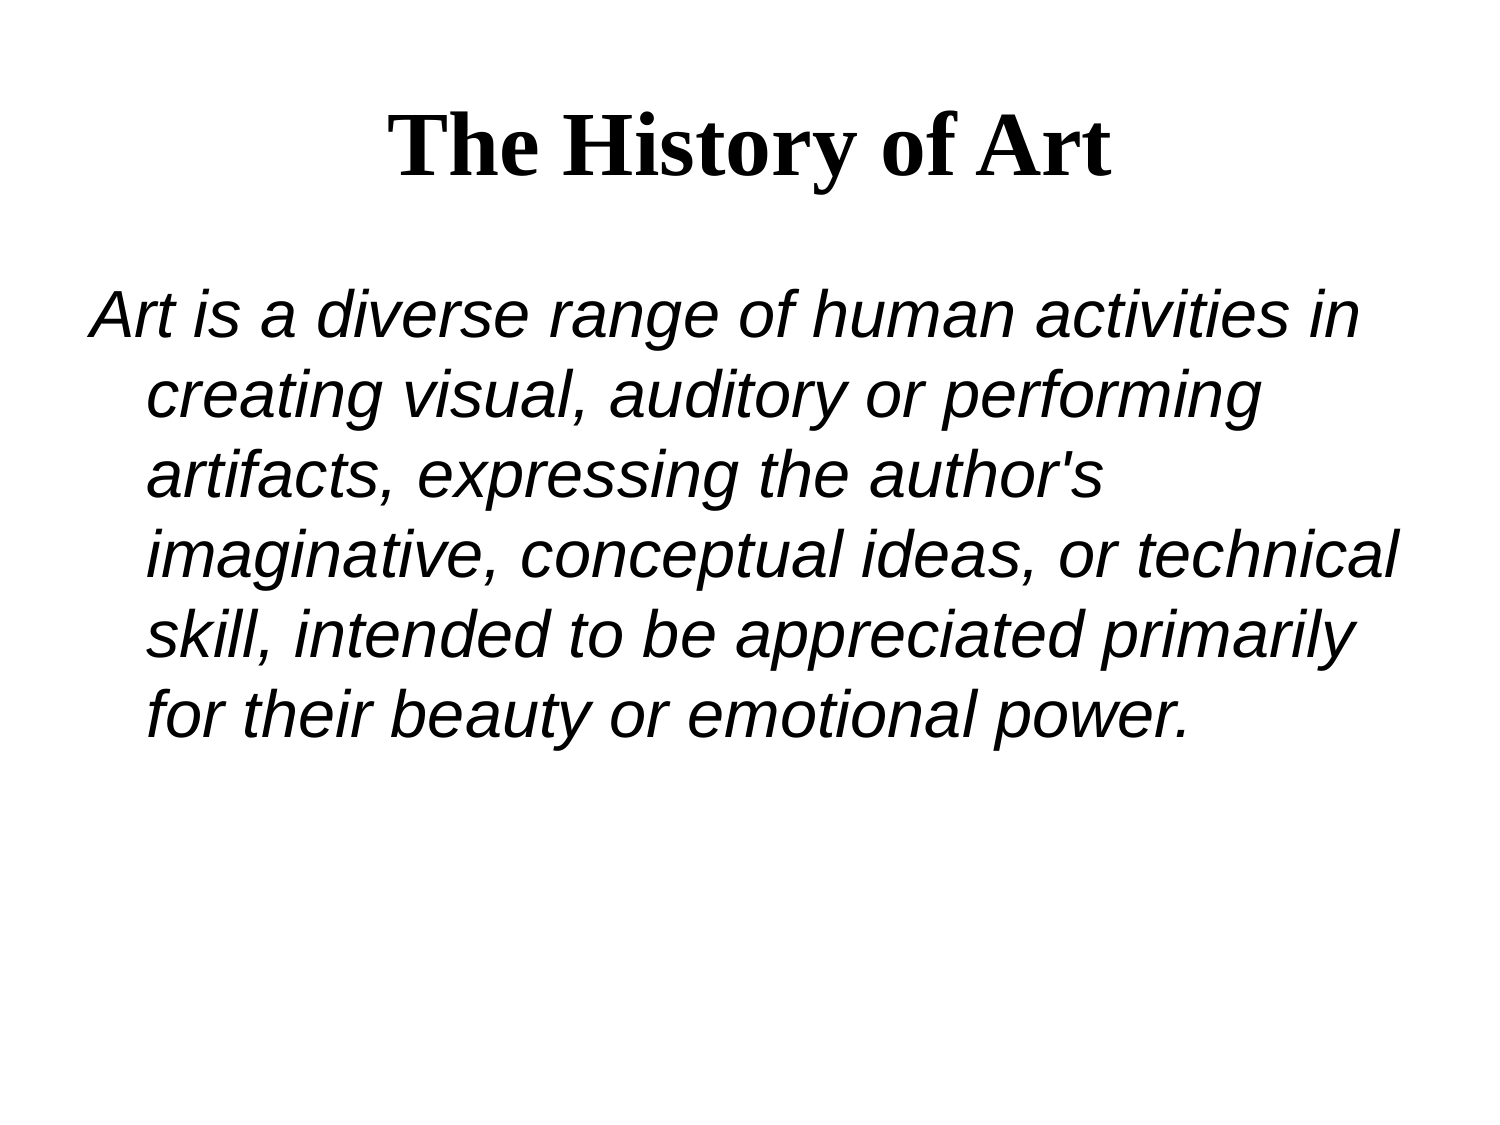 The History of Art
Art is a diverse range of human activities in
creating visual, auditory or performing
artifacts, expressing the author's
imaginative, conceptual ideas, or technical
skill, intended to be appreciated primarily
for their beauty or emotional power.